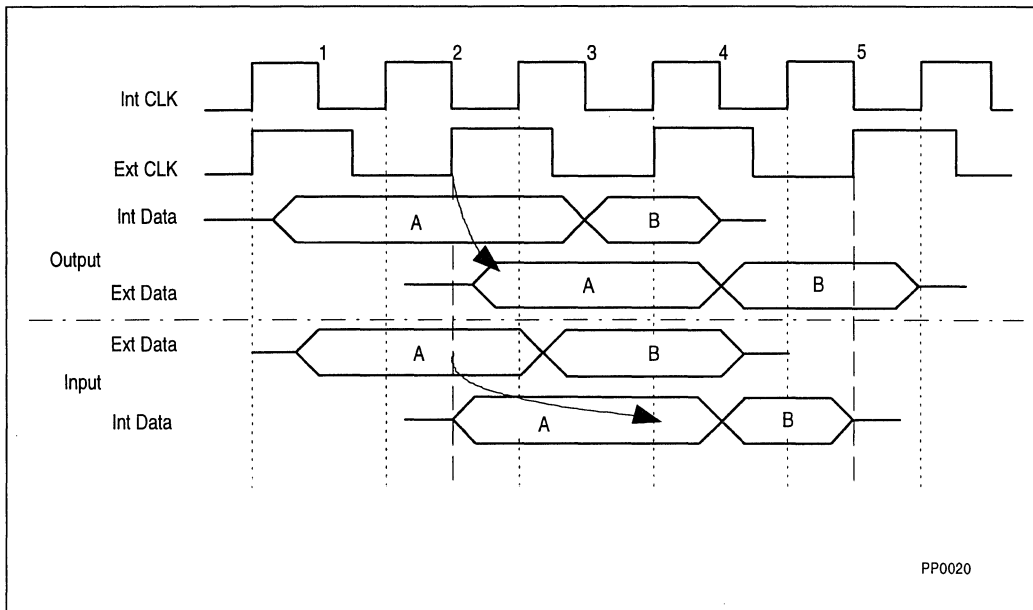 1 2 3 4 5
Int CLK
Ext CLK
Int Data A B
Output
Ext Data A B
Ext Data A B
Input
Int Data A B
PP0020